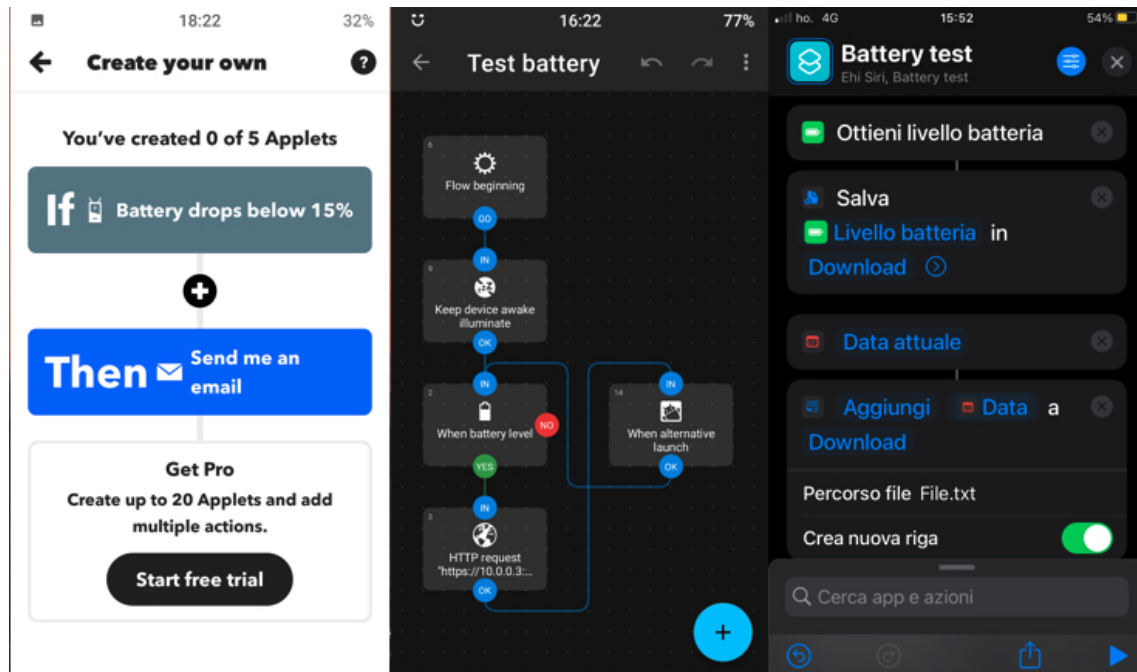 18:22
32%
Create your own
?
You've created 0 of 5 Applets
If Battery drops below 15%
Then Send me an
email
Get Pro
Create up to 20 Applets and add
multiple actions.
Start free trial
16:22
77%
Test battery
6
Flow beginning
GO
IN
9
Keep device awake
illuminate
OK
IN
2
When battery level
NO
YES
IN
3
HTTP request
"https://10.0.0.3:...
OK
IN
14
When alternative
launch
OK
ho. 4G
15:52
54%
Battery test
Ehi Siri, Battery test
Ottieni livello batteria
Salva
Livello batteria in
Download
Data attuale
Aggiungi Data a
Download
Percorso file File.txt
Crea nuova riga
Cerca app e azioni